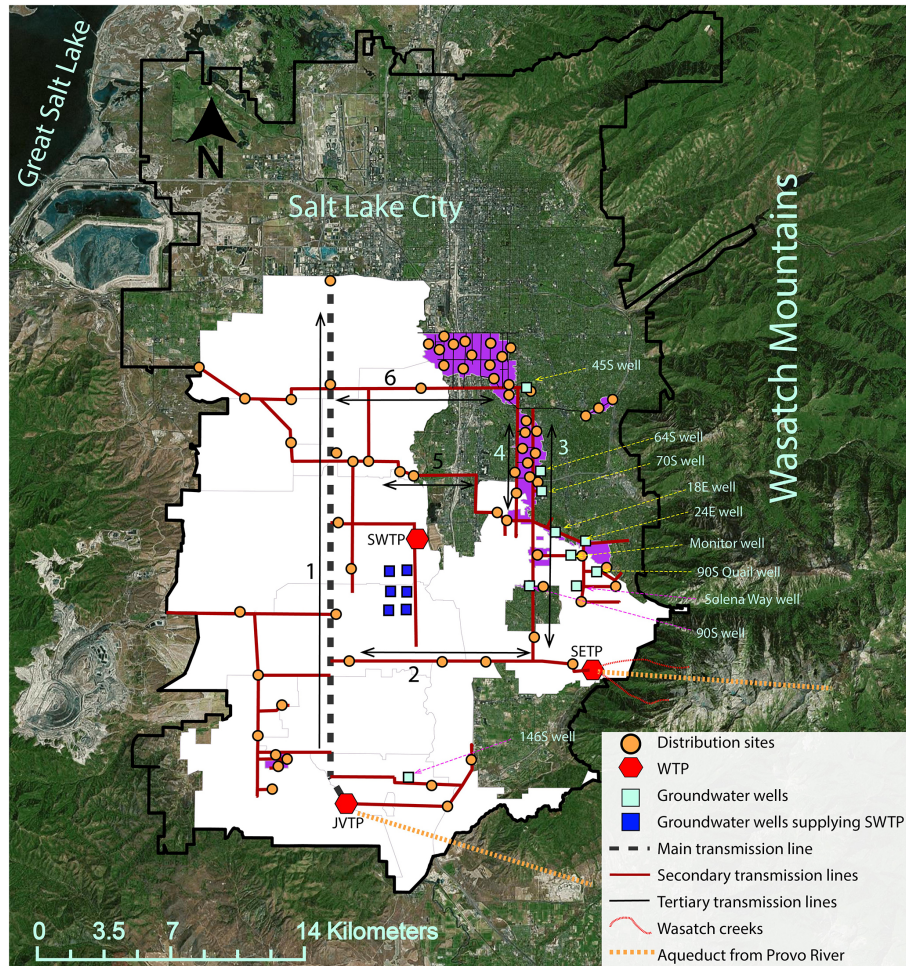 Great Salt Lake
N
Salt Lake City
Wasatch Mountains
45S well
6
64S well
4
3
70S well
5
18E well
24E well
SWTP
Monitor well
1
90S Quail well
Solena Way well
90S well
SETP
2
146S well
JVTP
Distribution sites
WTP
Groundwater wells
Groundwater wells supplying SWTP
Main transmission line
Secondary transmission lines
Tertiary transmission lines
Wasatch creeks
Aqueduct from Provo River
0 3.5 7 14 Kilometers